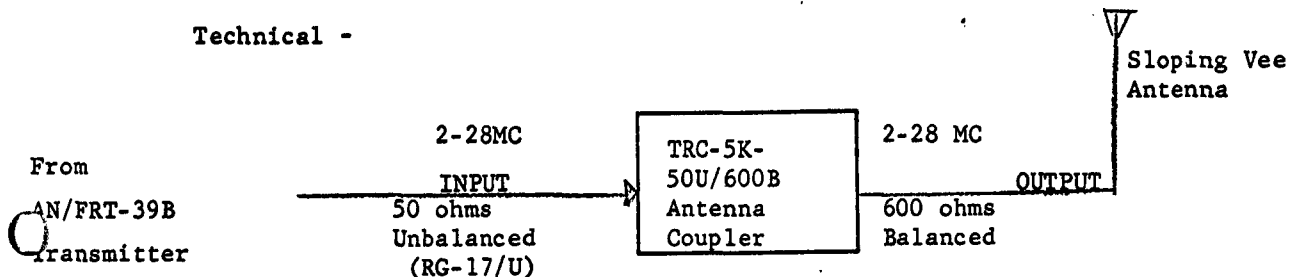 Technical -
Sloping Vee
Antenna
2-28MC
2-28 MC
From
INPUT
OUTPUT
AN/FRT-39B
Transmitter
50 ohms
Unbalanced
(RG-17/U)
TRC-5K-
50U/600B
Antenna
Coupler
600 ohms
Balanced